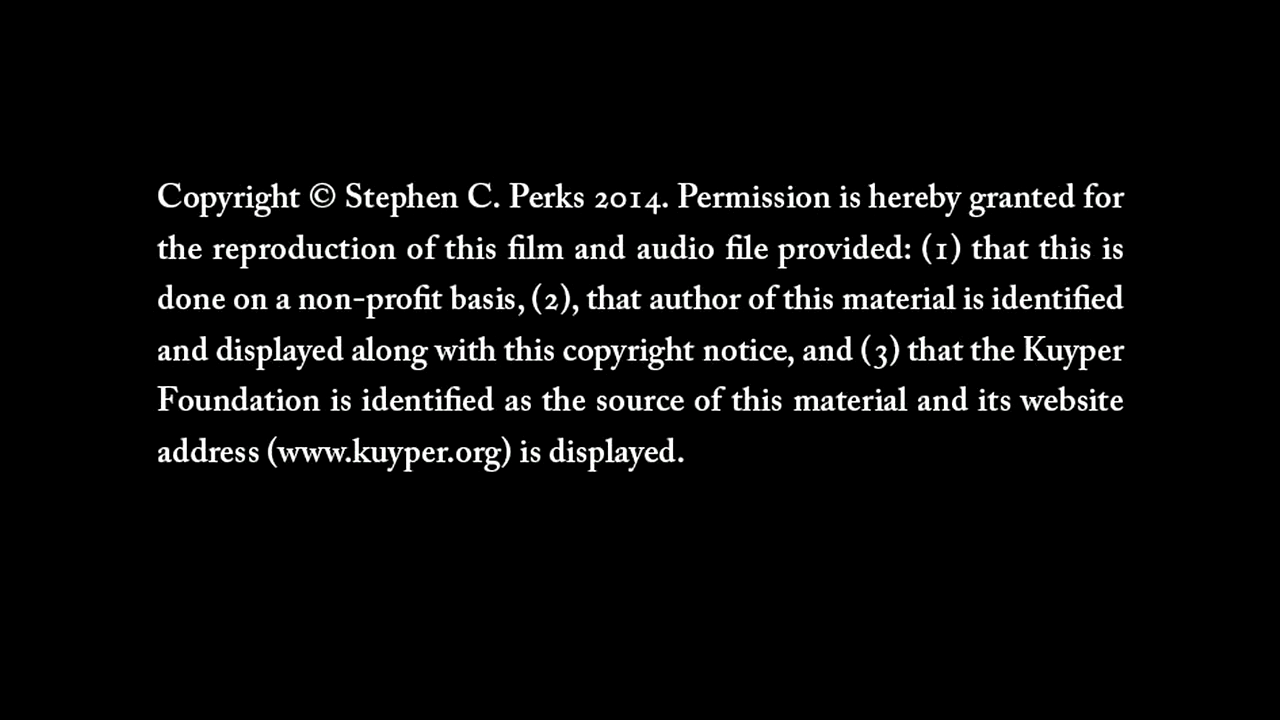 Copyright © Stephen C. Perks 2014. Permission is hereby granted for
the reproduction of this film and audio file provided: (1) that this is
done on a non-profit basis, (2), that author of this material is identified
and displayed along with this copyright notice, and (3) that the Kuyper
Foundation is identified as the source of this material and its website
address (www.kuyper.org) is displayed.